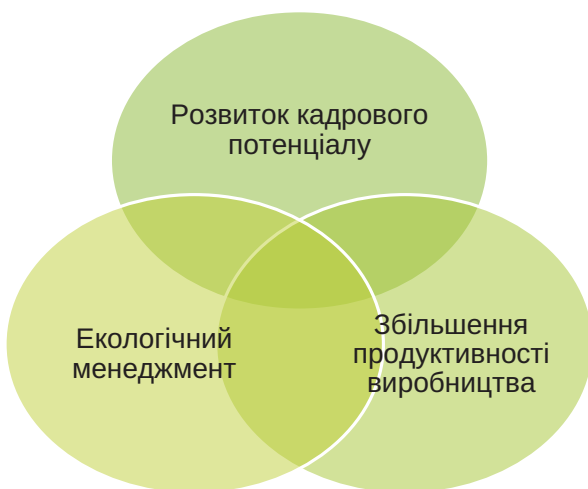 Розвиток кадрового
потенціалу
Екологічний
менеджмент
Збільшення
продуктивності
виробництва